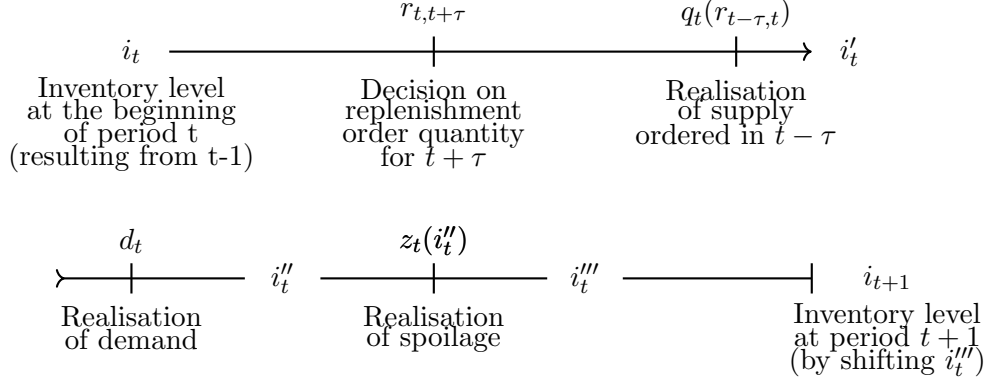 r_{t,t+τ}
q_t(r_{t−τ,t})
i_t
i′_t
Inventory level
at the beginning
of period t
(resulting from t-1)
Decision on
replenishment
order quantity
for t + τ
Realisation
of supply
ordered in t − τ
d_t
z_t(i″_t)
i″_t
i‴_t
i_{t+1}
Realisation
of demand
Realisation
of spoilage
Inventory level
at period t + 1
(by shifting i‴_t)